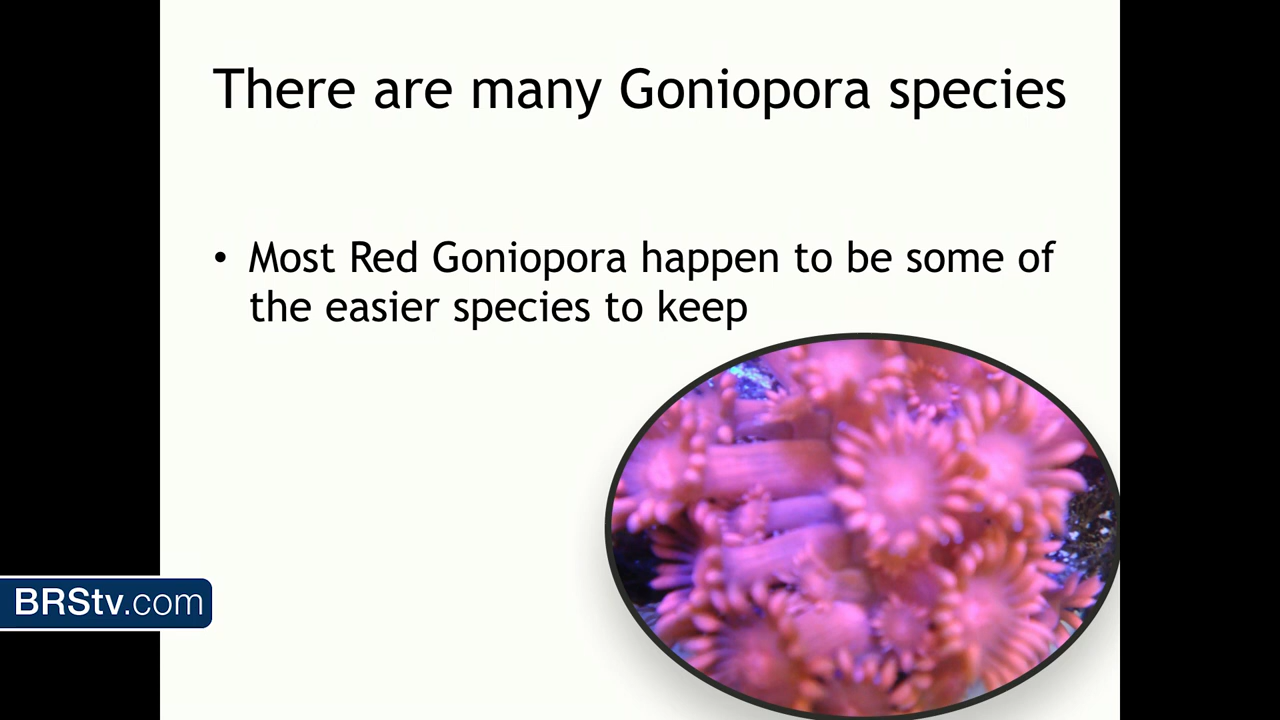 There are many Goniopora species
• Most Red Goniopora happen to be some of
the easier species to keep
BRStv.com